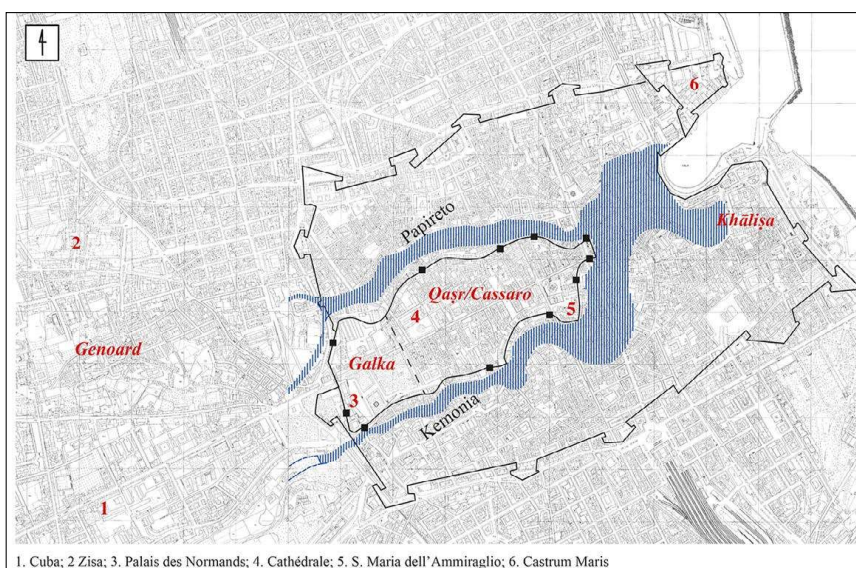 6
Khāliṣa
Papireto
2
Qaṣr/Cassaro
5
4
Genoard
Galka
3
Kemonia
1
1. Cuba; 2 Zisa; 3. Palais des Normands; 4. Cathédrale; 5. S. Maria dell’Ammiraglio; 6. Castrum Maris